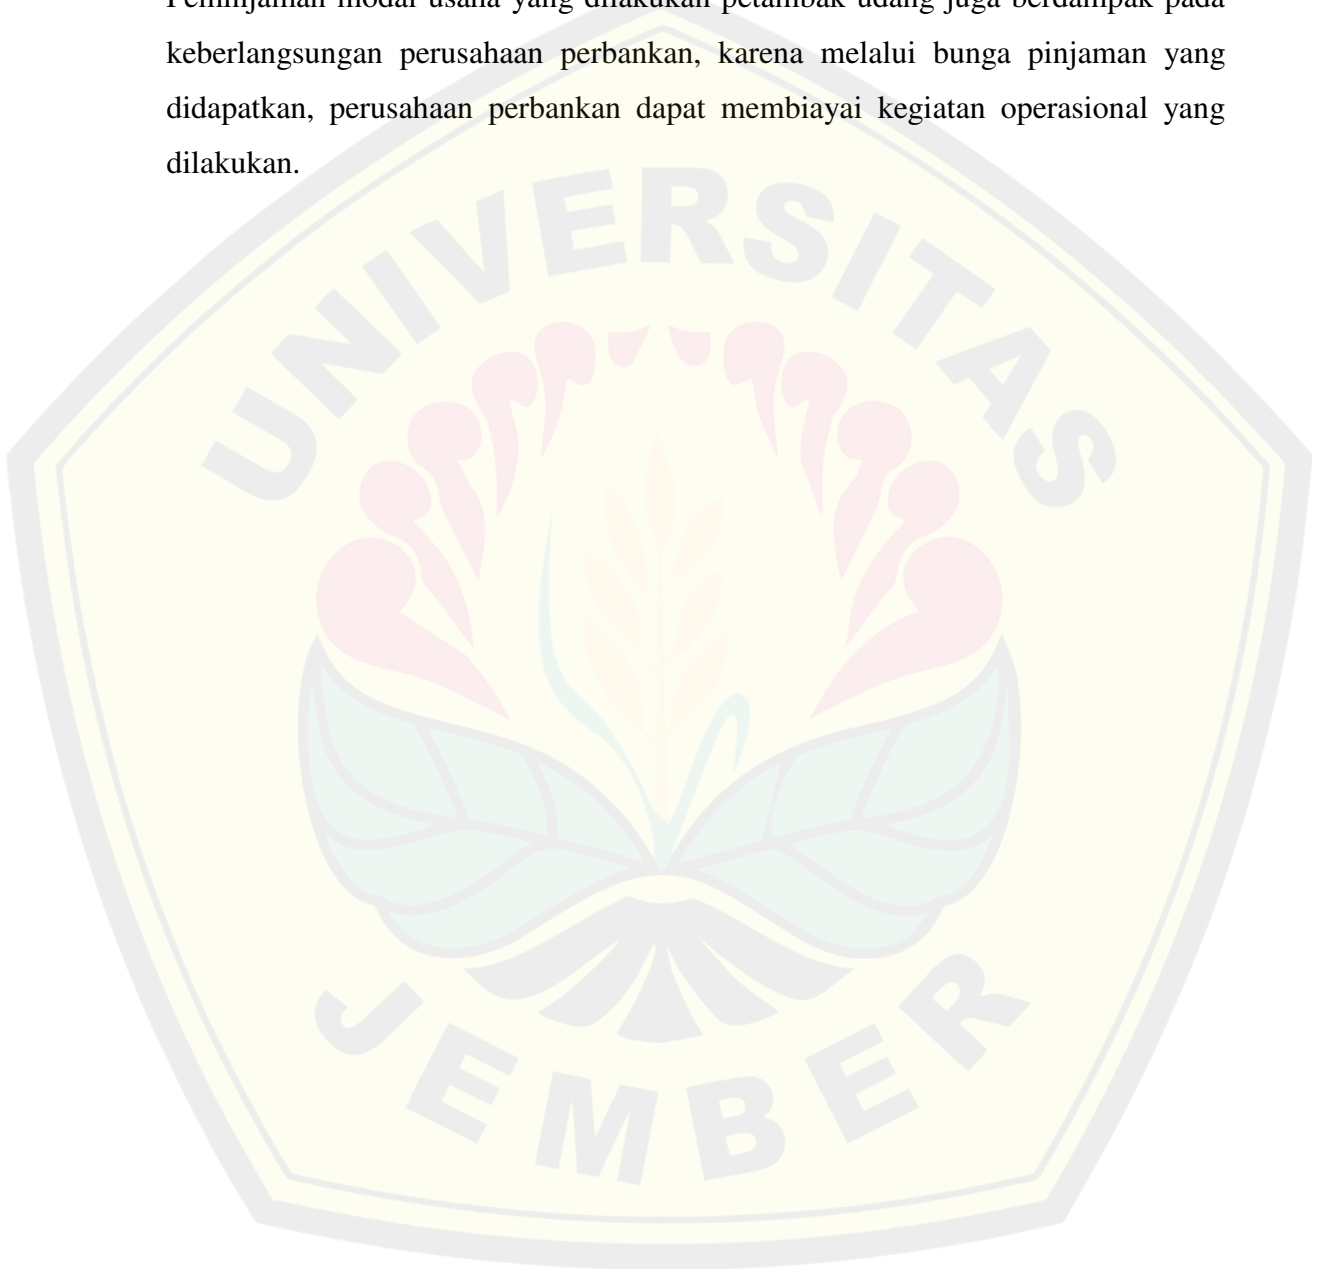 Peminjaman modal usaha yang dilakukan petambak udang juga berdampak pada
keberlangsungan perusahaan perbankan, karena melalui bunga pinjaman yang
didapatkan, perusahaan perbankan dapat membiayai kegiatan operasional yang
dilakukan.
UNIVERSITAS
JEMBER